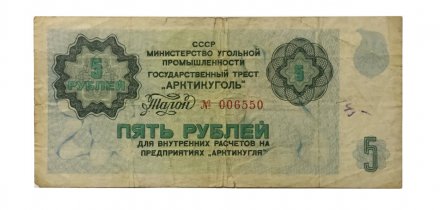 СССР
МИНИСТЕРСТВО УГОЛЬНОЙ
ПРОМЫШЛЕННОСТИ
ГОСУДАРСТВЕННЫЙ ТРЕСТ
„АРКТИКУГОЛЬ"
5
РУБЛЕЙ
5
Талон № 006550
ПЯТЬ РУБЛЕЙ
ДЛЯ ВНУТРЕННИХ РАСЧЕТОВ НА
ПРЕДПРИЯТИЯХ „АРКТИКУГЛЯ"
5